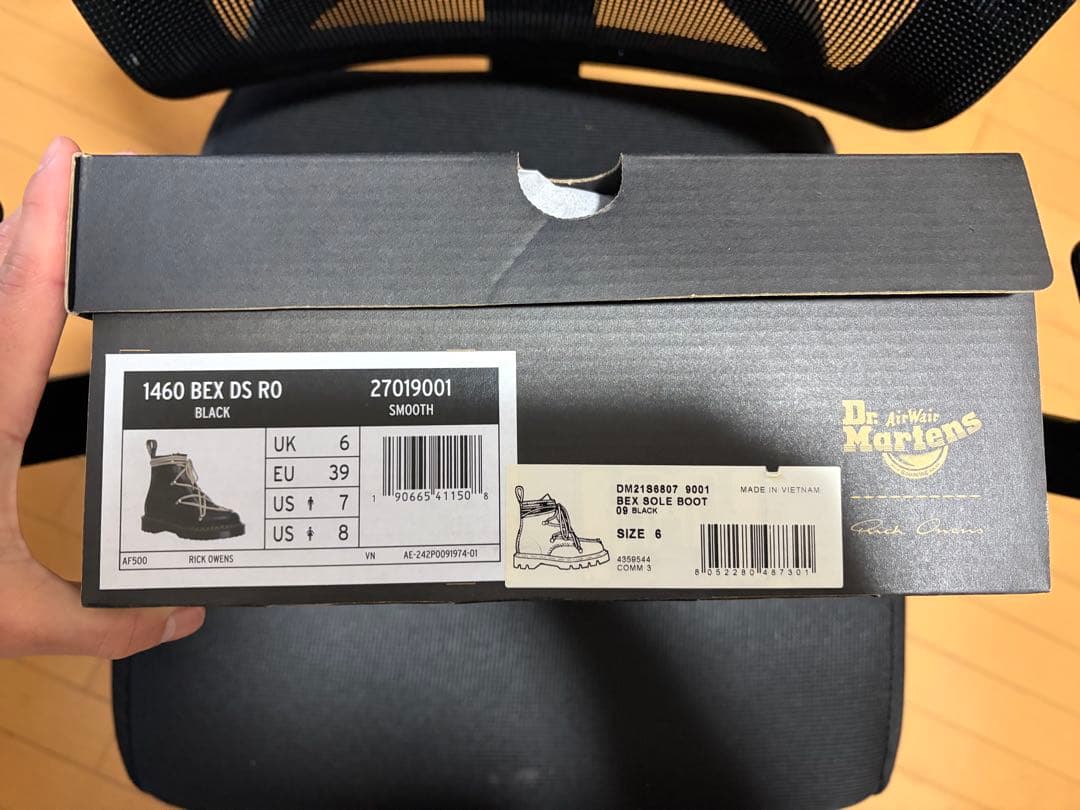 1460 BEX DS RO
BLACK
27019001
SMOOTH
UK 6
EU 39
US 7
US 8
1 90665 41150 8
AF500
RICK OWENS
VN
AE-242P0091974-01
DM21S6807 9001
BEX SOLE BOOT
09 BLACK
MADE IN VIETNAM
SIZE 6
4359544
COMM 3
8 052280 487301
Dr. AirWair
Martens
Rick Owens